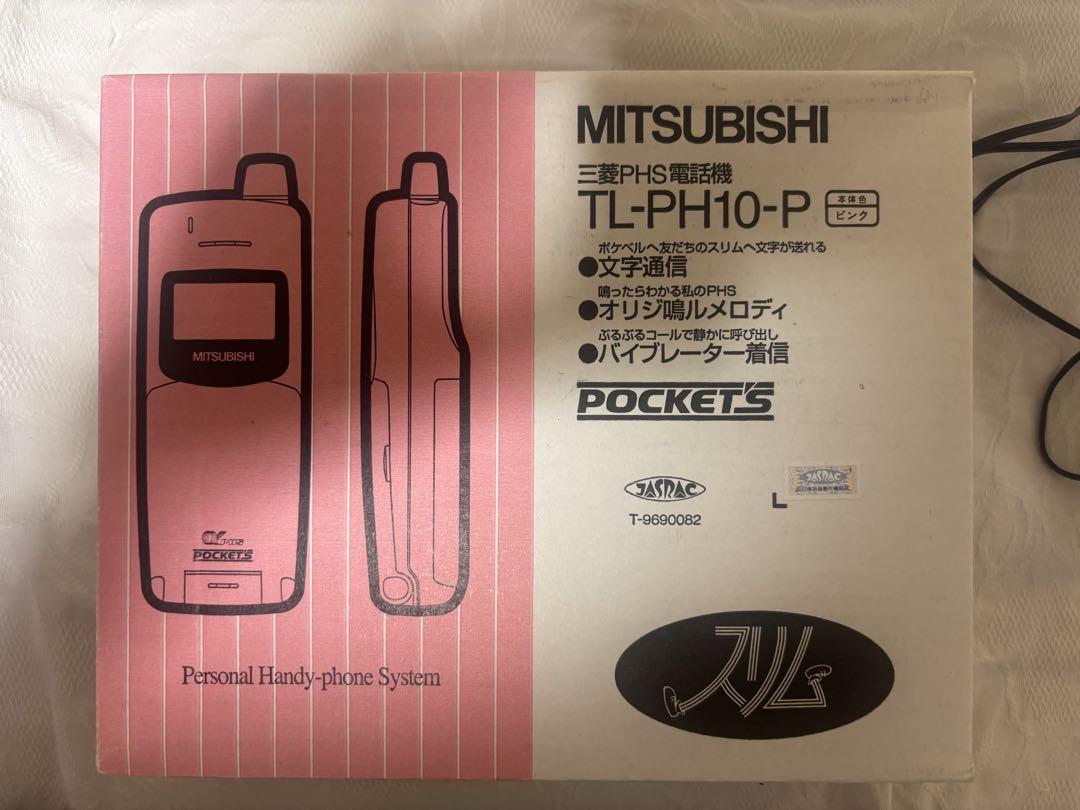 MITSUBISHI
三菱PHS電話機
TL-PH10-P
本体色
ピンク
ポケベルへ友だちのスリムへ文字が送れる
●文字通信
鳴ったらわかる私のPHS
●オリジ鳴ルメロディ
ぶるぶるコールで静かに呼び出し
●バイブレーター着信
POCKET'S
JASRAC
T-9690082
JASRAC
スリム
MITSUBISHI
αPHS
POCKET'S
Personal Handy-phone System